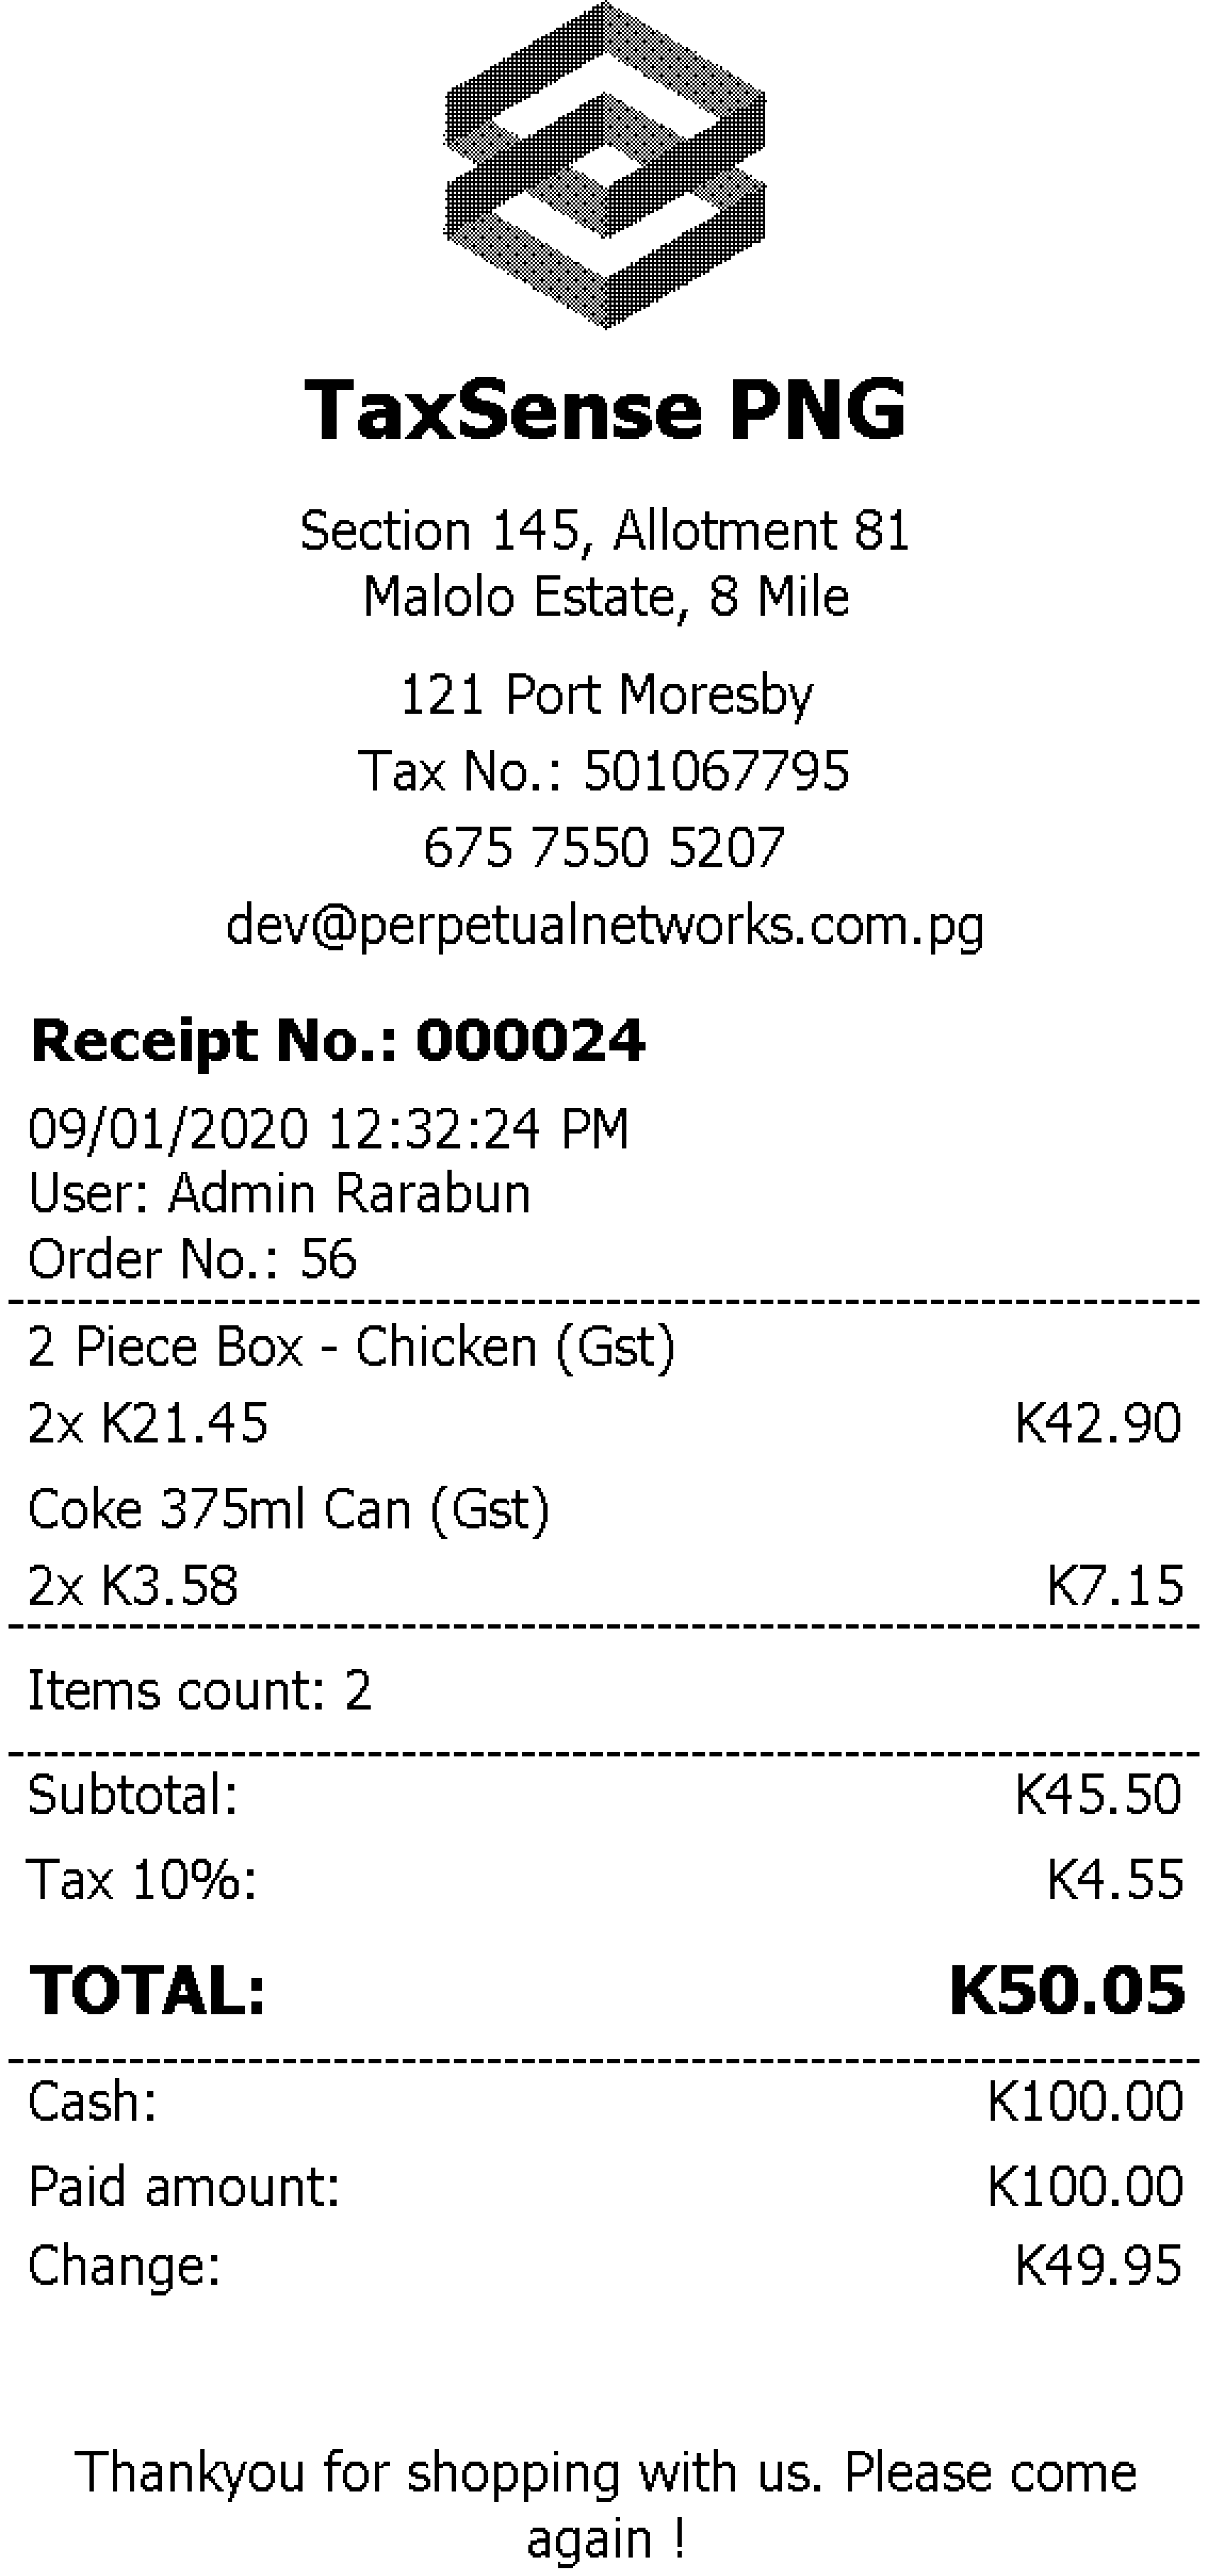 TaxSense PNG
Section 145, Allotment 81
Malolo Estate, 8 Mile
121 Port Moresby
Tax No.: 501067795
675 7550 5207
dev@perpetualnetworks.com.pg
Receipt No.: 000024
09/01/2020 12:32:24 PM
User: Admin Rarabun
Order No.: 56
2 Piece Box - Chicken (Gst)
2x K21.45 K42.90
Coke 375ml Can (Gst)
2x K3.58 K7.15
Items count: 2
Subtotal: K45.50
Tax 10%: K4.55
TOTAL: K50.05
Cash: K100.00
Paid amount: K100.00
Change: K49.95
Thankyou for shopping with us. Please come
again !